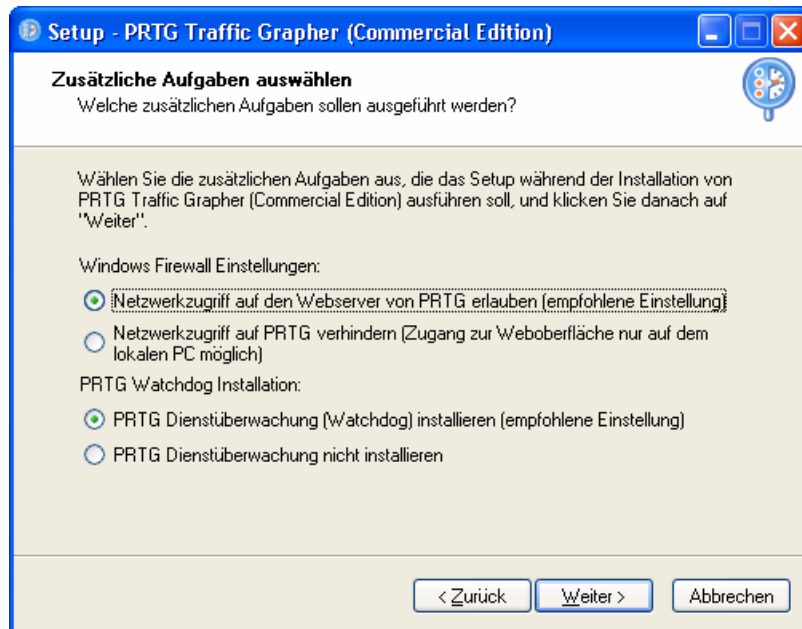 Setup - PRTG Traffic Grapher (Commercial Edition)
Zusätzliche Aufgaben auswählen
Welche zusätzlichen Aufgaben sollen ausgeführt werden?
Wählen Sie die zusätzlichen Aufgaben aus, die das Setup während der Installation von
PRTG Traffic Grapher (Commercial Edition) ausführen soll, und klicken Sie danach auf
"Weiter".
Windows Firewall Einstellungen:
Netzwerkzugriff auf den Webserver von PRTG erlauben (empfohlene Einstellung)
Netzwerkzugriff auf PRTG verhindern (Zugang zur Weboberfläche nur auf dem
lokalen PC möglich)
PRTG Watchdog Installation:
PRTG Dienstüberwachung (Watchdog) installieren (empfohlene Einstellung)
PRTG Dienstüberwachung nicht installieren
< Zurück Weiter > Abbrechen